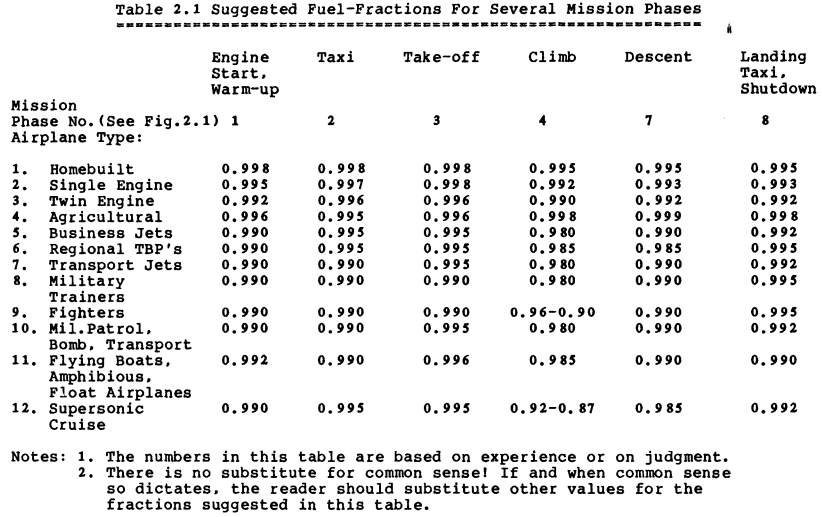 Table 2.1 Suggested Fuel-Fractions For Several Mission Phases
Engine Taxi Take-off Climb Descent Landing
Start, Taxi,
Warm-up Shutdown
Mission
Phase No.(See Fig.2.1) 1 2 3 4 7 8
Airplane Type:
1. Homebuilt 0.998 0.998 0.998 0.995 0.995 0.995
2. Single Engine 0.995 0.997 0.998 0.992 0.993 0.993
3. Twin Engine 0.992 0.996 0.996 0.990 0.992 0.992
4. Agricultural 0.996 0.995 0.996 0.998 0.999 0.998
5. Business Jets 0.990 0.995 0.995 0.980 0.990 0.992
6. Regional TBP's 0.990 0.995 0.995 0.985 0.985 0.995
7. Transport Jets 0.990 0.990 0.995 0.980 0.990 0.992
8. Military 0.990 0.990 0.990 0.980 0.990 0.995
Trainers
9. Fighters 0.990 0.990 0.990 0.96-0.90 0.990 0.995
10. Mil.Patrol, 0.990 0.990 0.995 0.980 0.990 0.992
Bomb, Transport
11. Flying Boats, 0.992 0.990 0.996 0.985 0.990 0.990
Amphibious,
Float Airplanes
12. Supersonic 0.990 0.995 0.995 0.92-0.87 0.985 0.992
Cruise
Notes: 1. The numbers in this table are based on experience or on judgment.
2. There is no substitute for common sense! If and when common sense
so dictates, the reader should substitute other values for the
fractions suggested in this table.